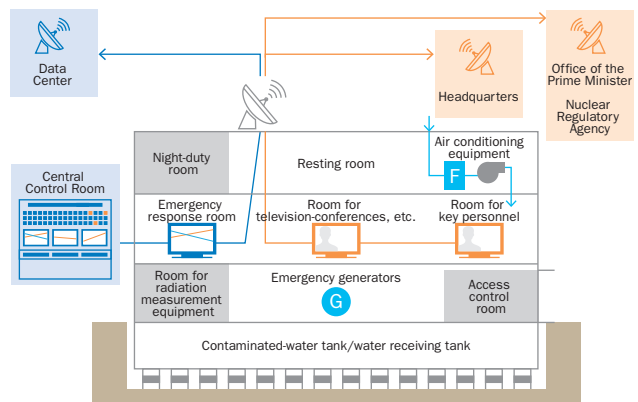 Data
Center
Headquarters
Office of the
Prime Minister
Nuclear
Regulatory
Agency
Night-duty
room
Resting room
Air conditioning
equipment
F
Central
Control Room
Emergency
response room
Room for
television-conferences, etc.
Room for
key personnel
Room for
radiation
measurement
equipment
Emergency generators
G
Access
control
room
Contaminated-water tank/water receiving tank